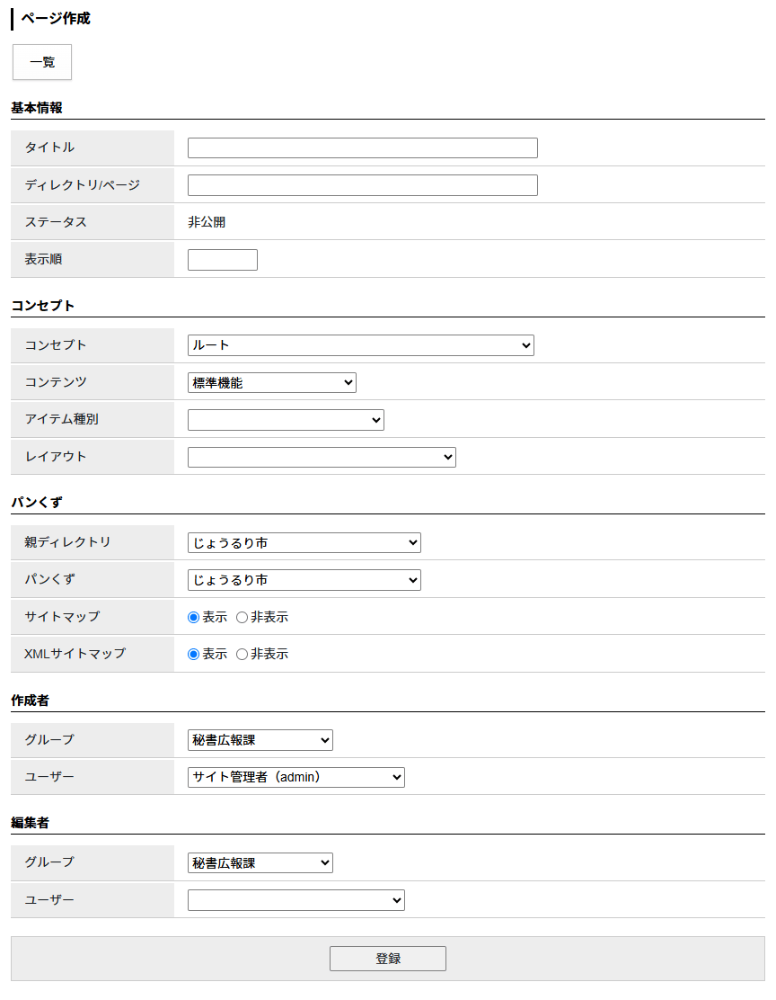 ページ作成
一覧
基本情報
タイトル
ディレクトリ/ページ
ステータス 非公開
表示順
コンセプト
コンセプト ルート
コンテンツ 標準機能
アイテム種別
レイアウト
パンくず
親ディレクトリ じょうるり市
パンくず じょうるり市
サイトマップ 表示 非表示
XMLサイトマップ 表示 非表示
作成者
グループ 秘書広報課
ユーザー サイト管理者（admin）
編集者
グループ 秘書広報課
ユーザー
登録